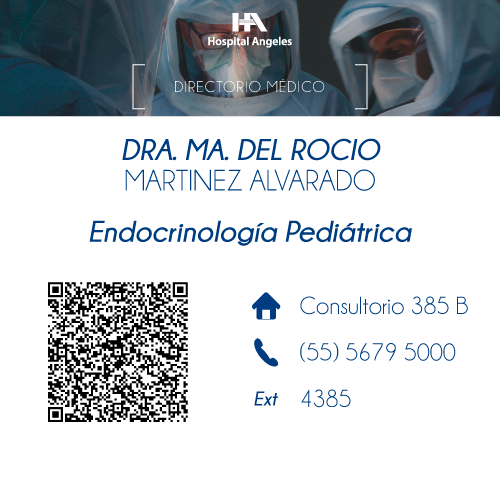 HA
Hospital Angeles
DIRECTORIO MÉDICO
DRA. MA. DEL ROCIO
MARTINEZ ALVARADO
Endocrinología Pediátrica
Consultorio 385 B
(55) 5679 5000
Ext 4385